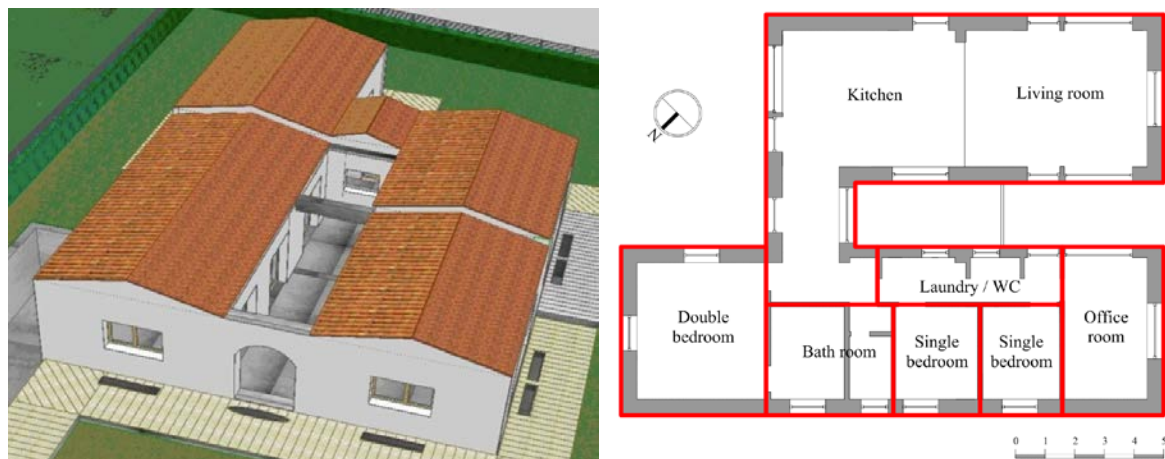 Kitchen
Living room
N
Laundry / WC
Double
bedroom
Bath room
Single
bedroom
Single
bedroom
Office
room
0 1 2 3 4 5